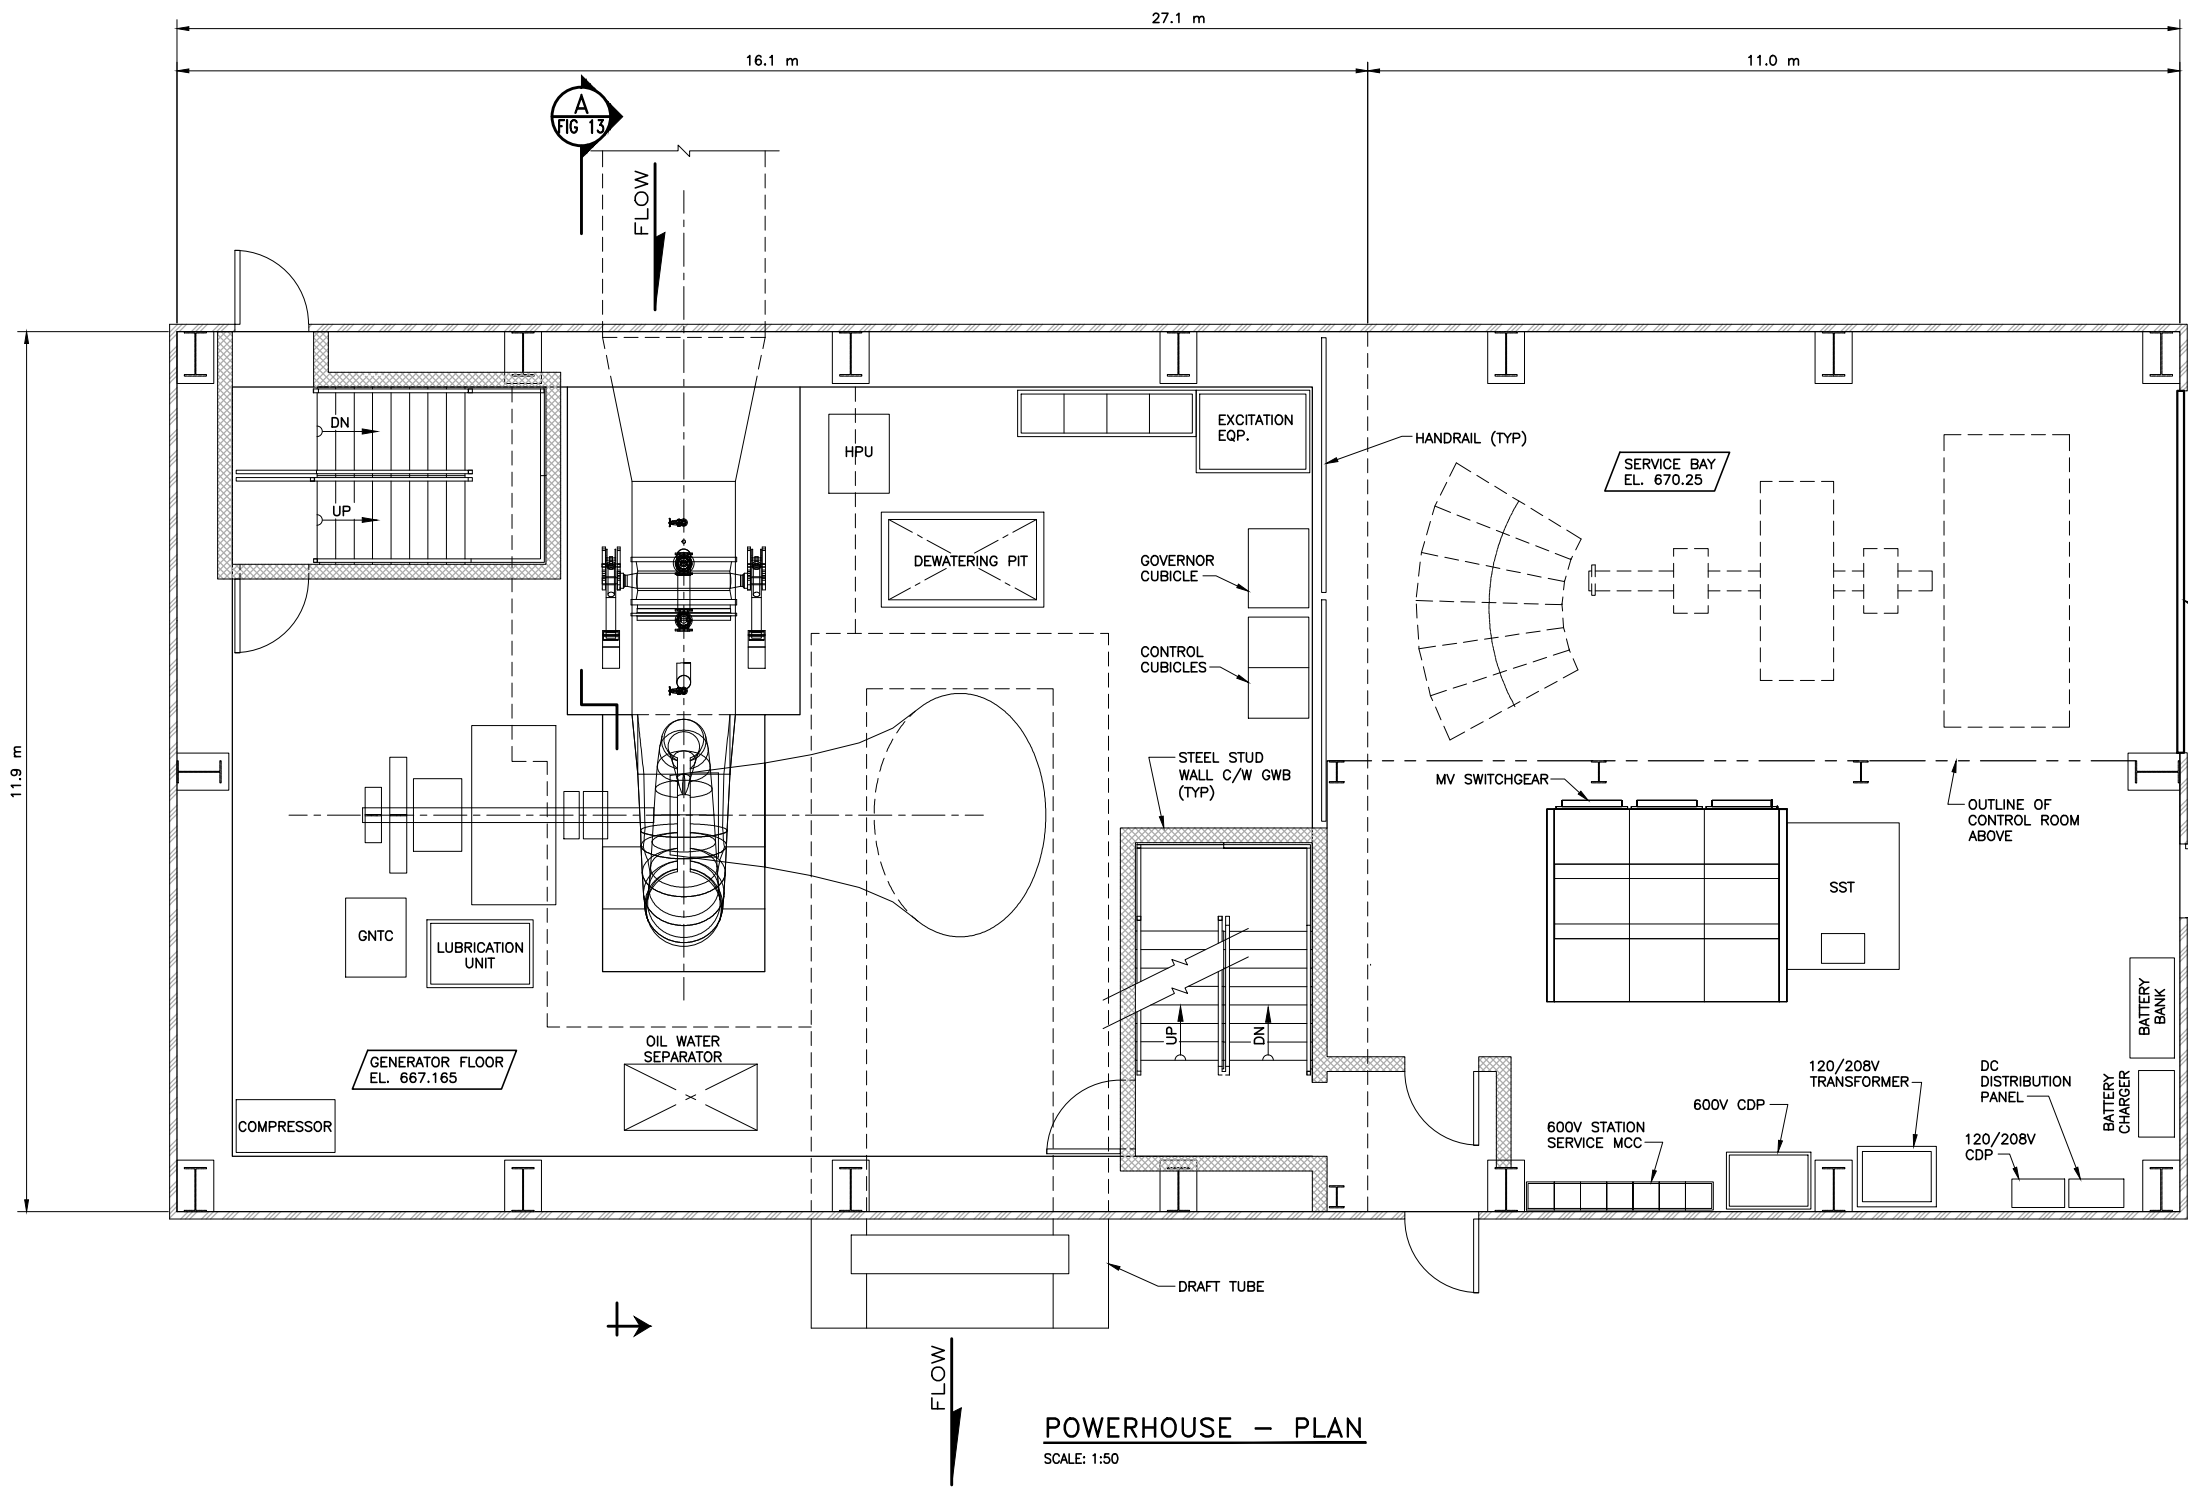 27.1 m
16.1 m
11.0 m
A
FIG 13
FLOW
DN
UP
HPU
EXCITATION
EQP.
HANDRAIL (TYP)
SERVICE BAY
EL. 670.25
DEWATERING PIT
GOVERNOR
CUBICLE
CONTROL
CUBICLES
11.9 m
STEEL STUD
WALL C/W GWB
(TYP)
MV SWITCHGEAR
OUTLINE OF
CONTROL ROOM
ABOVE
SST
GNTC
LUBRICATION
UNIT
BATTERY
BANK
UP
DN
OIL WATER
SEPARATOR
GENERATOR FLOOR
EL. 667.165
120/208V
TRANSFORMER
DC
DISTRIBUTION
PANEL
BATTERY
CHARGER
600V CDP
COMPRESSOR
600V STATION
SERVICE MCC
120/208V
CDP
DRAFT TUBE
FLOW
POWERHOUSE – PLAN
SCALE: 1:50